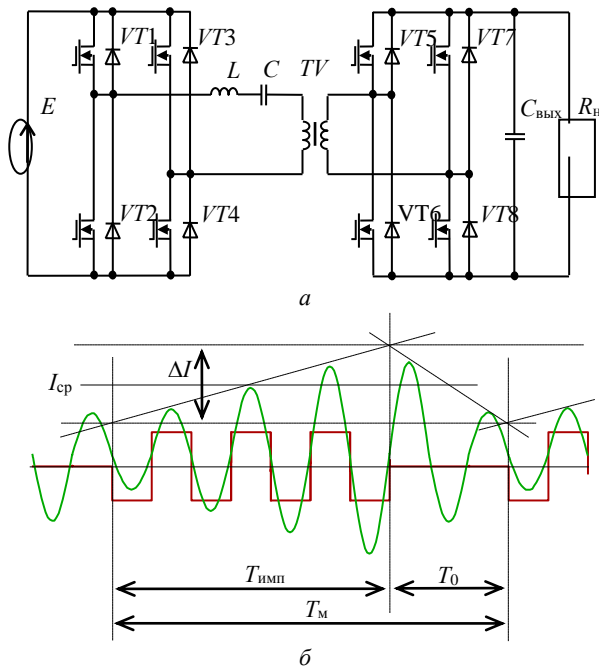 VT1 VT3 VT5 VT7
L C TV
E Cвых Rн
VT2 VT4 VT6 VT8
а
ΔI
Iср
Tимп T0
Tм
б